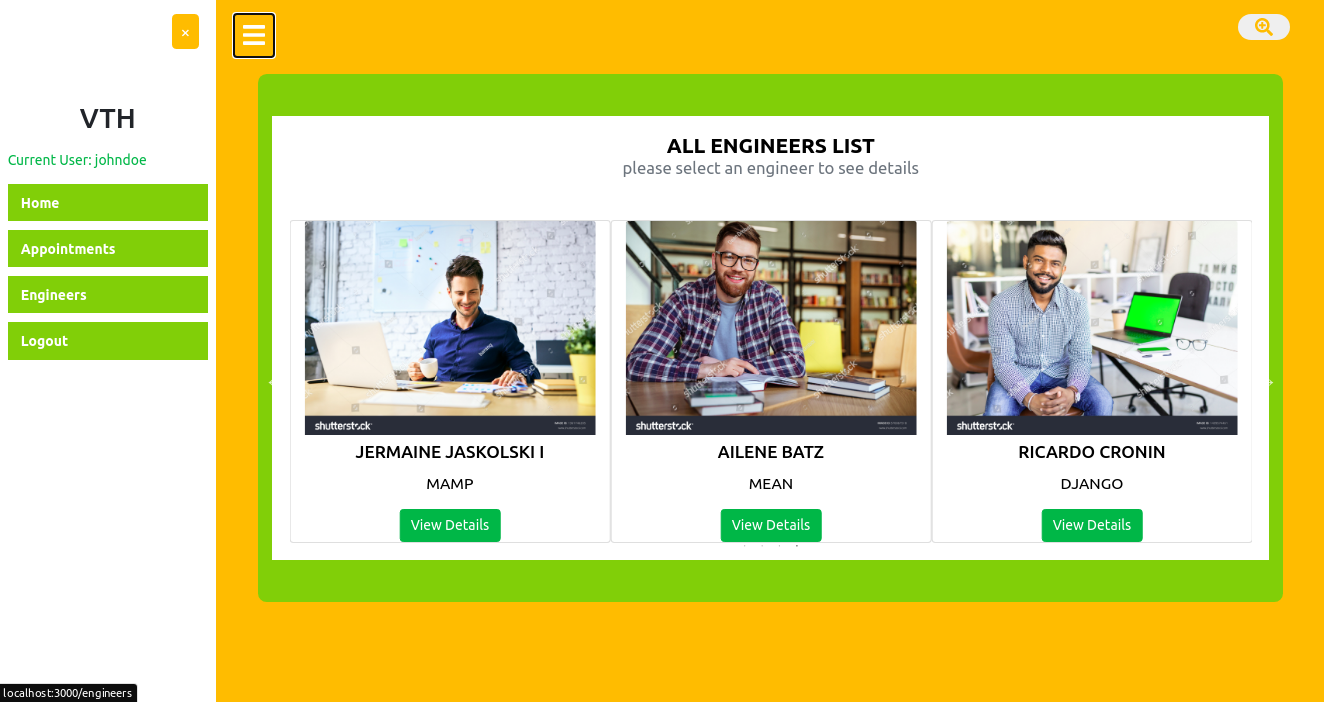 ×
VTH
Current User: johndoe
Home
Appointments
Engineers
Logout
ALL ENGINEERS LIST
please select an engineer to see details
shutterstock
shutterstock
shutterstock
JERMAINE JASKOLSKI I
AILENE BATZ
RICARDO CRONIN
MAMP
MEAN
DJANGO
View Details
View Details
View Details
localhost:3000/engineers